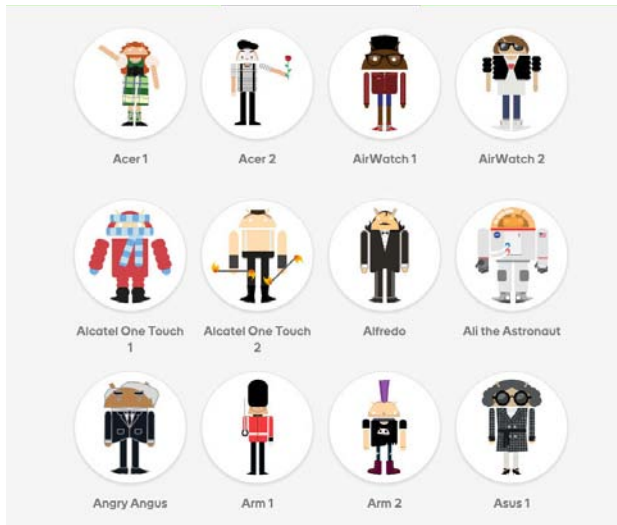 Acer 1
Acer 2
AirWatch 1
AirWatch 2
Alcatel One Touch
1
Alcatel One Touch
2
Alfredo
Ali the Astronaut
Angry Angus
Arm 1
Arm 2
Asus 1